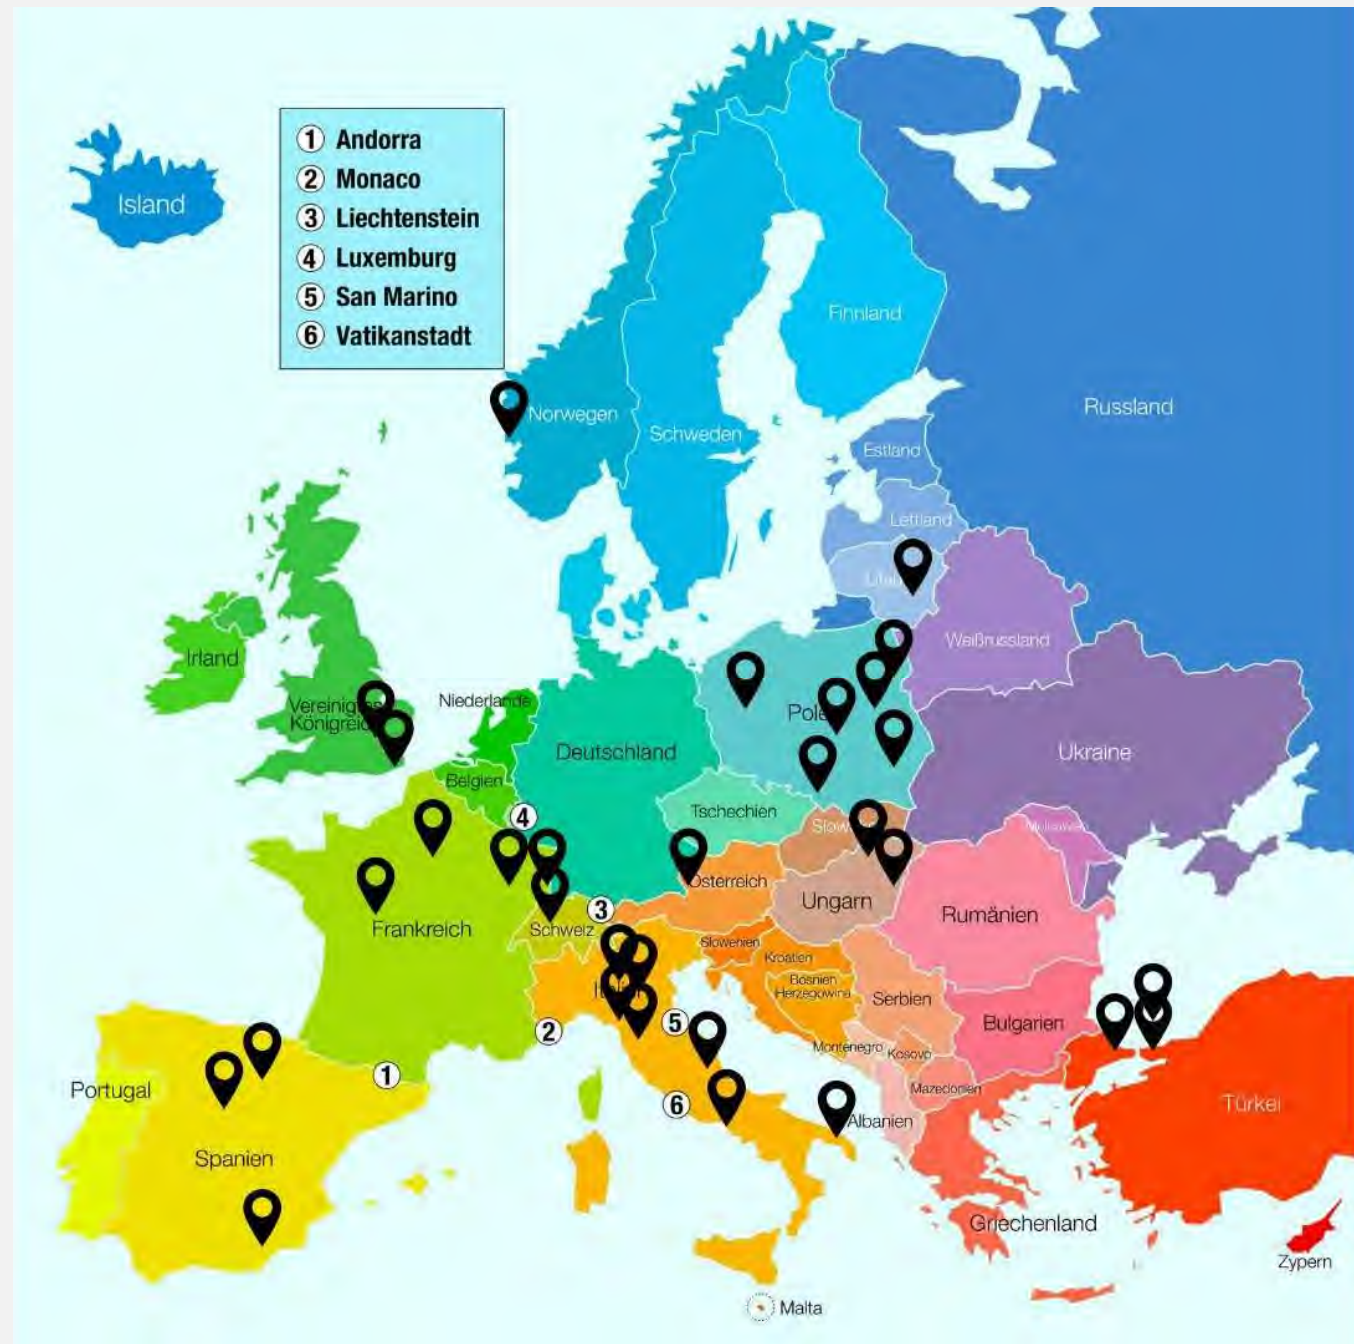 1 Andorra
2 Monaco
3 Liechtenstein
4 Luxemburg
5 San Marino
6 Vatikanstadt
Island
Finnland
Norwegen
Schweden
Russland
Estland
Lettland
Weißrussland
Irland
Vereinigtes
Königreich
Niederlande
Deutschland
Belgien
Ukraine
Tschechien
4
Österreich
Ungarn
Rumänien
3
Schweiz
Frankreich
Slowenien
Kroatien
Bosnien
Herzegowina
Serbien
Bulgarien
2
5
Montenegro
Kosovo
Mazedonien
1
6
Portugal
Albanien
Türkei
Spanien
Griechenland
Zypern
Malta